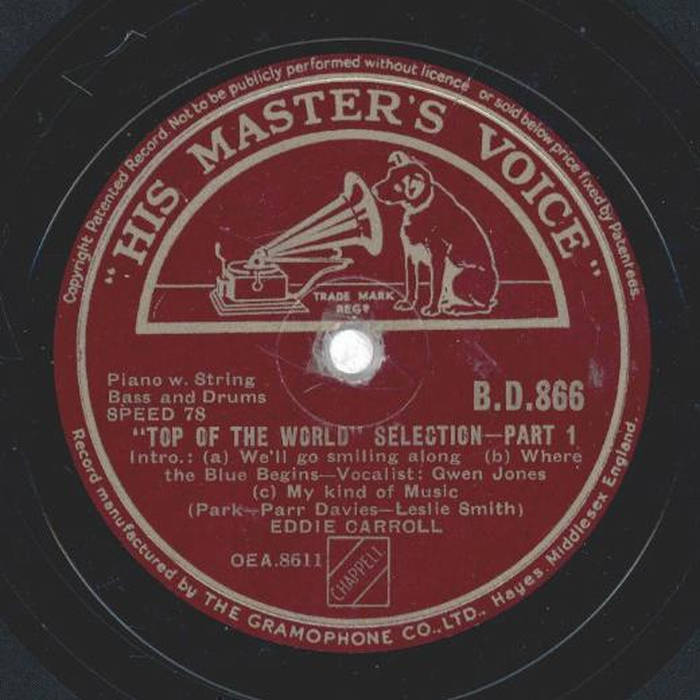 Copyright Patented Record. Not to be publicly performed without licence or sold below price fixed by Patentees.
"HIS MASTER'S VOICE"
TRADE MARK
REGD
Piano w. String
Bass and Drums
SPEED 78
B.D.866
"TOP OF THE WORLD" SELECTION—PART 1
Intro.: (a) We'll go smiling along (b) Where
the Blue Begins—Vocalist: Gwen Jones
(c) My kind of Music
(Park—Parr Davies—Leslie Smith)
EDDIE CARROLL
OEA.8611
CHAPPELL
Record manufactured by THE GRAMOPHONE CO., LTD., Hayes. Middlesex England.